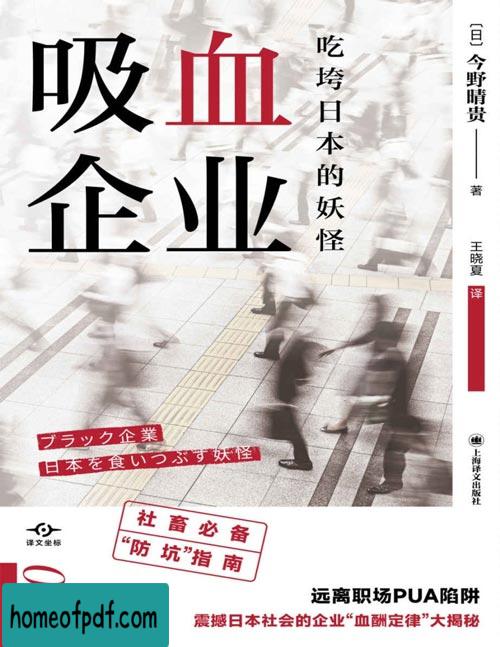 吸血
企业
吃垮日本的妖怪
〔日〕今野晴贵——著
王晓夏 译
上海译文出版社
ブラック企業
日本を食いつぶす妖怪
译文坐标
社畜必备
“防坑”指南
远离职场PUA陷阱
震撼日本社会的企业“血酬定律”大揭秘
homeofpdf.com